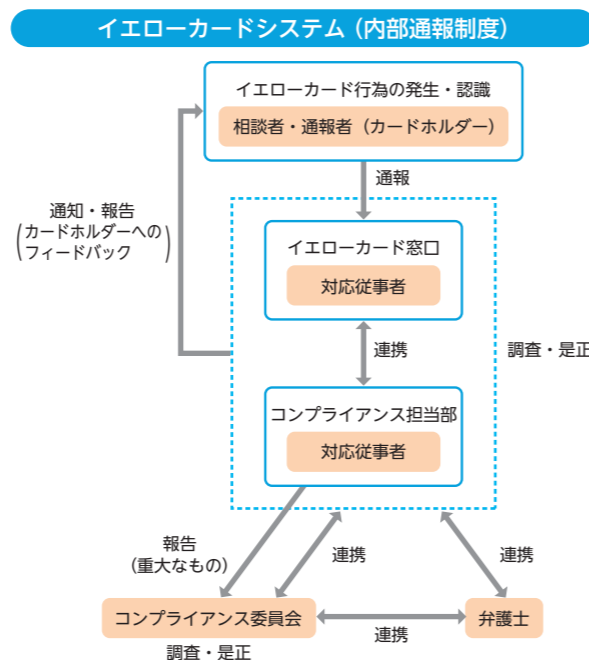 イエローカードシステム（内部通報制度）
イエローカード行為の発生・認識
相談者・通報者（カードホルダー）
通報
通知・報告
（カードホルダーへの
フィードバック）
イエローカード窓口
対応従事者
連携
調査・是正
コンプライアンス担当部
対応従事者
報告
（重大なもの）
連携
連携
コンプライアンス委員会
連携
弁護士
調査・是正